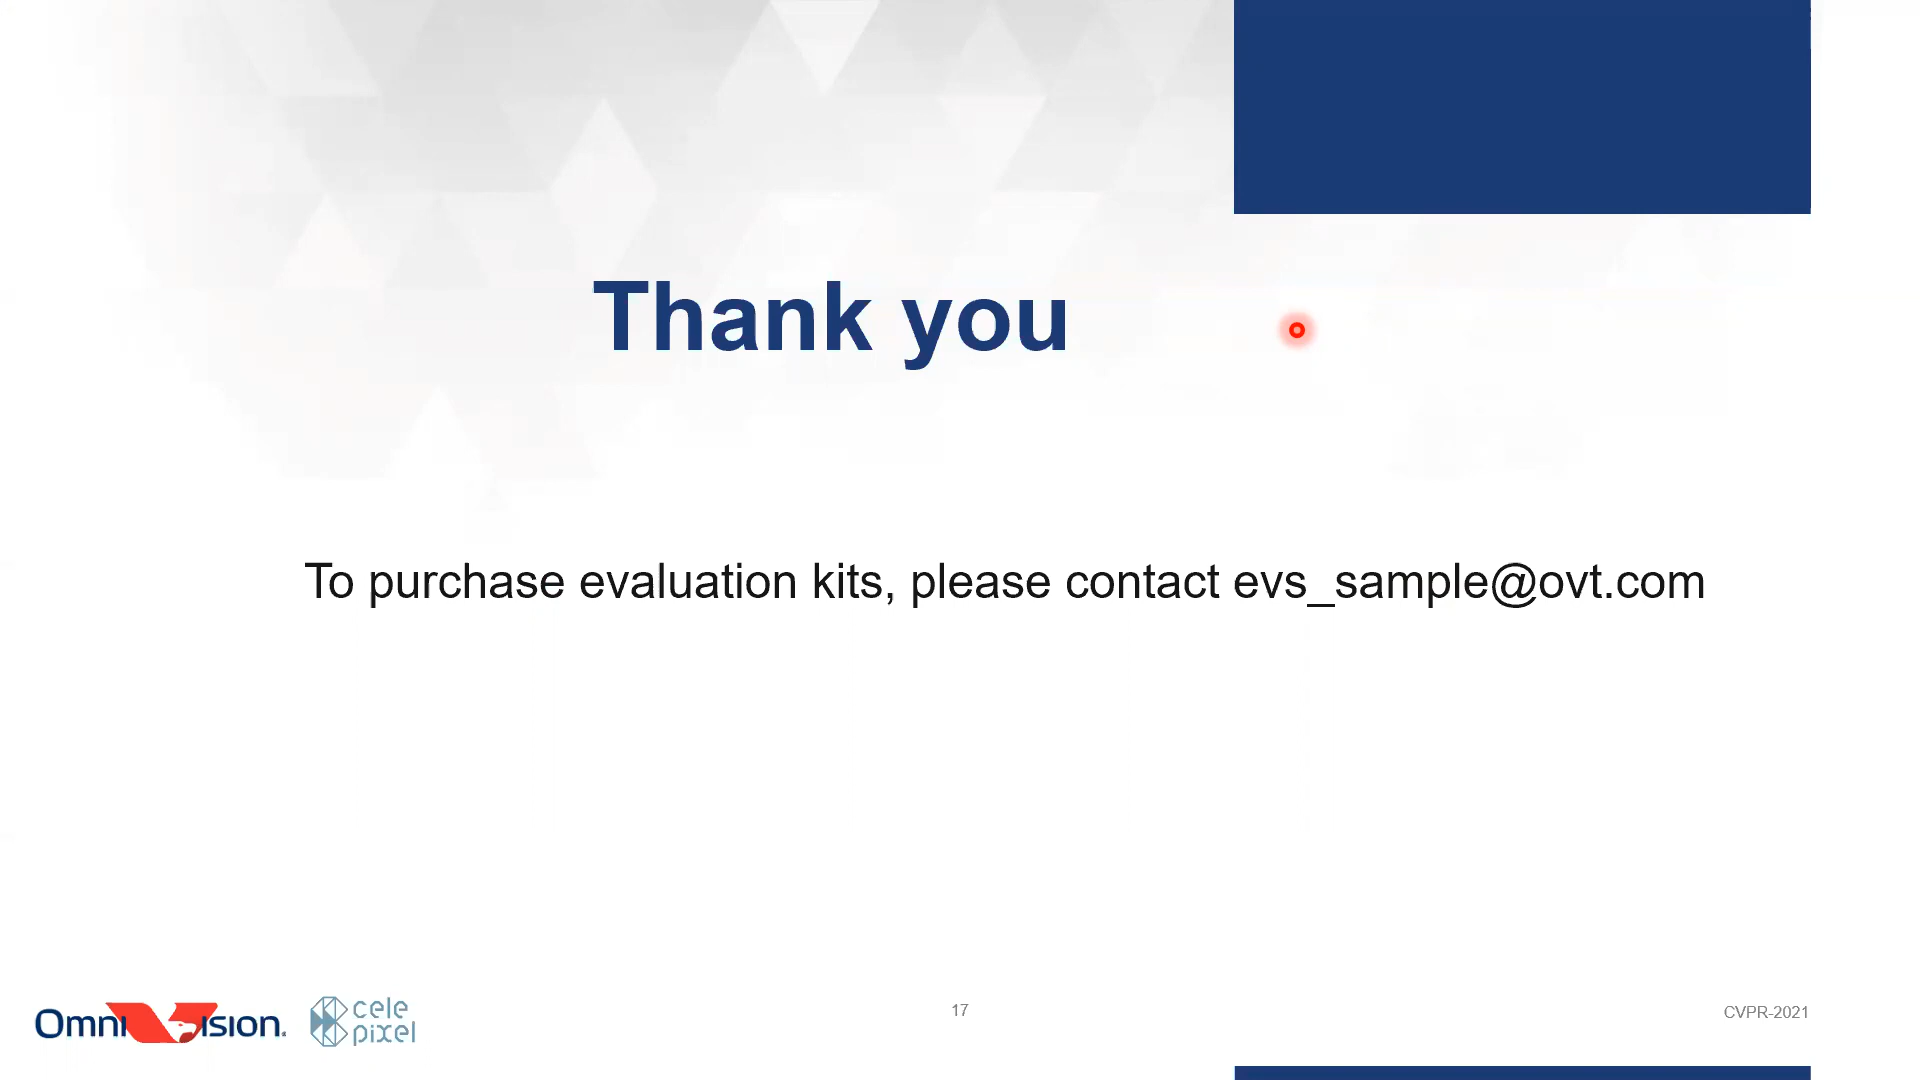 Thank you
To purchase evaluation kits, please contact evs_sample@ovt.com
OmniVision
cele
pixel
17
CVPR-2021